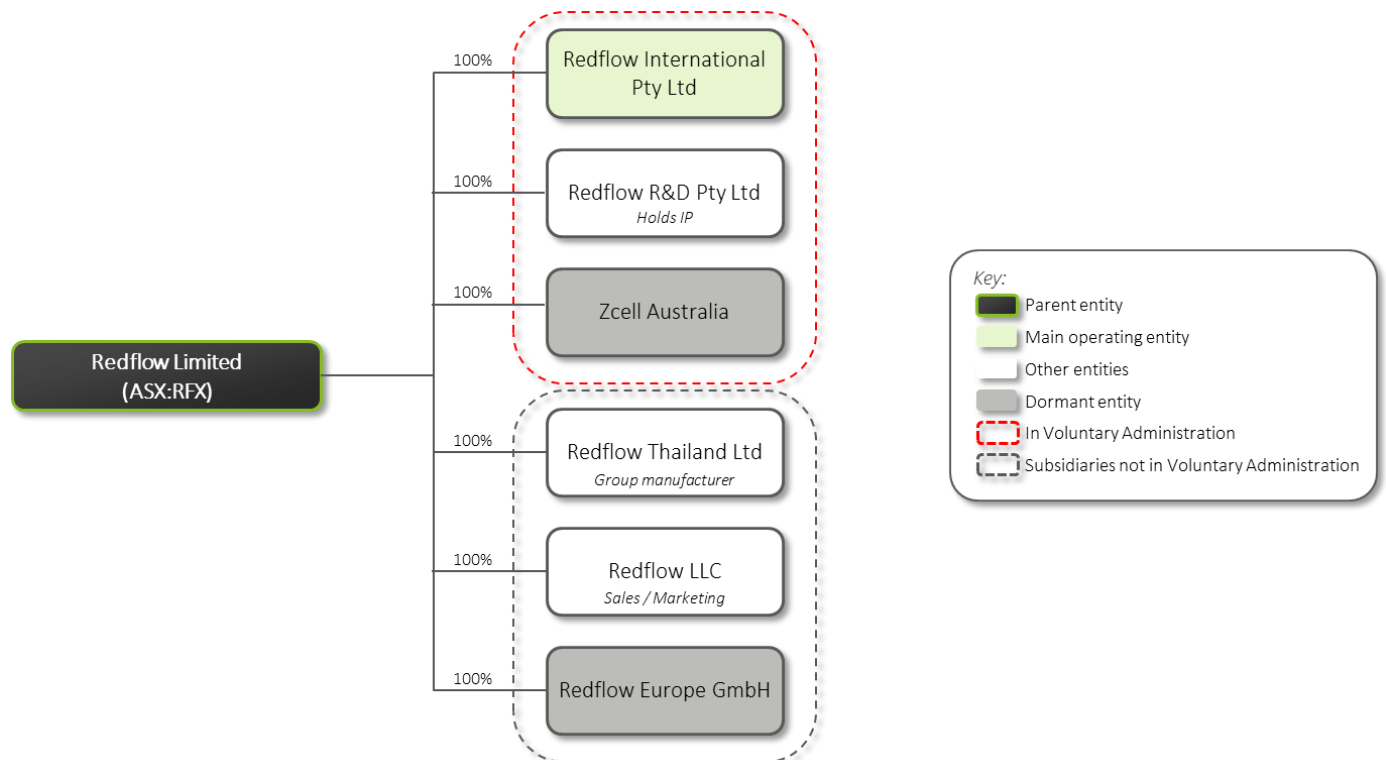 100%
Redflow International
Pty Ltd
100%
Redflow R&D Pty Ltd
Holds IP
100%
Zcell Australia
Redflow Limited
(ASX:RFX)
100%
Redflow Thailand Ltd
Group manufacturer
100%
Redflow LLC
Sales / Marketing
100%
Redflow Europe GmbH
Key:
Parent entity
Main operating entity
Other entities
Dormant entity
In Voluntary Administration
Subsidiaries not in Voluntary Administration